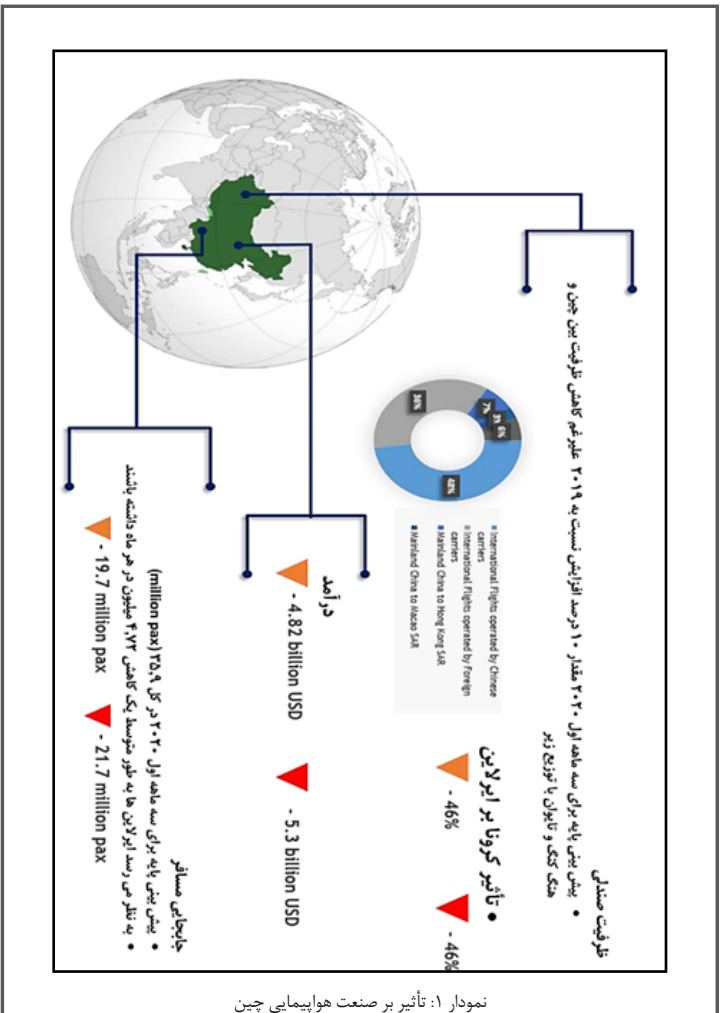 ظرفیت صندلی
• پیش بینی پایه برای سه ماهه اول ۲۰۲۰ مقدار ۱۰ درصد افزایش نسبت به ۲۰۱۹ علیرغم کاهش ظرفیت بین چین و
هنگ کنگ و تایوان با توزیع زیر
• تأثیر کرونا بر ایرلاین
- 46%
- 46%
48%
36%
7%
3%
6%
International Flights operated by Chinese
carriers
International Flights operated by Foreign
carriers
Mainland China to Hong Kong SAR
Mainland China to Macao SAR
درآمد
- 4.82 billion USD
- 5.3 billion USD
جابجایی مسافر
• پیش بینی پایه برای سه ماهه اول ۲۰۲۰ در کل ۳۵,۹ (million pax)
• به نظر می رسد ایرلاین ها به طور متوسط یک کاهش ۴,۷۲ میلیون در هر ماه داشته باشند
- 19.7 million pax
- 21.7 million pax
نمودار ۱: تأثیر بر صنعت هواپیمایی چین